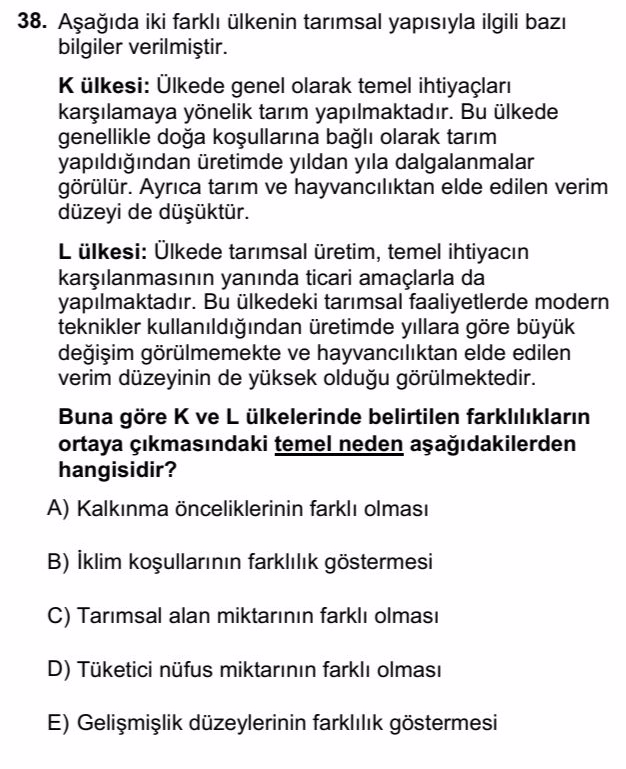 38. Aşağıda iki farklı ülkenin tarımsal yapısıyla ilgili bazı
bilgiler verilmiştir.
K ülkesi: Ülkede genel olarak temel ihtiyaçları
karşılamaya yönelik tarım yapılmaktadır. Bu ülkede
genellikle doğa koşullarına bağlı olarak tarım
yapıldığından üretimde yıldan yıla dalgalanmalar
görülür. Ayrıca tarım ve hayvancılıktan elde edilen verim
düzeyi de düşüktür.
L ülkesi: Ülkede tarımsal üretim, temel ihtiyacın
karşılanmasının yanında ticari amaçlarla da
yapılmaktadır. Bu ülkedeki tarımsal faaliyetlerde modern
teknikler kullanıldığından üretimde yıllara göre büyük
değişim görülmemekte ve hayvancılıktan elde edilen
verim düzeyinin de yüksek olduğu görülmektedir.
Buna göre K ve L ülkelerinde belirtilen farklılıkların
ortaya çıkmasındaki temel neden aşağıdakilerden
hangisidir?
A) Kalkınma önceliklerinin farklı olması
B) İklim koşullarının farklılık göstermesi
C) Tarımsal alan miktarının farklı olması
D) Tüketici nüfus miktarının farklı olması
E) Gelişmişlik düzeylerinin farklılık göstermesi